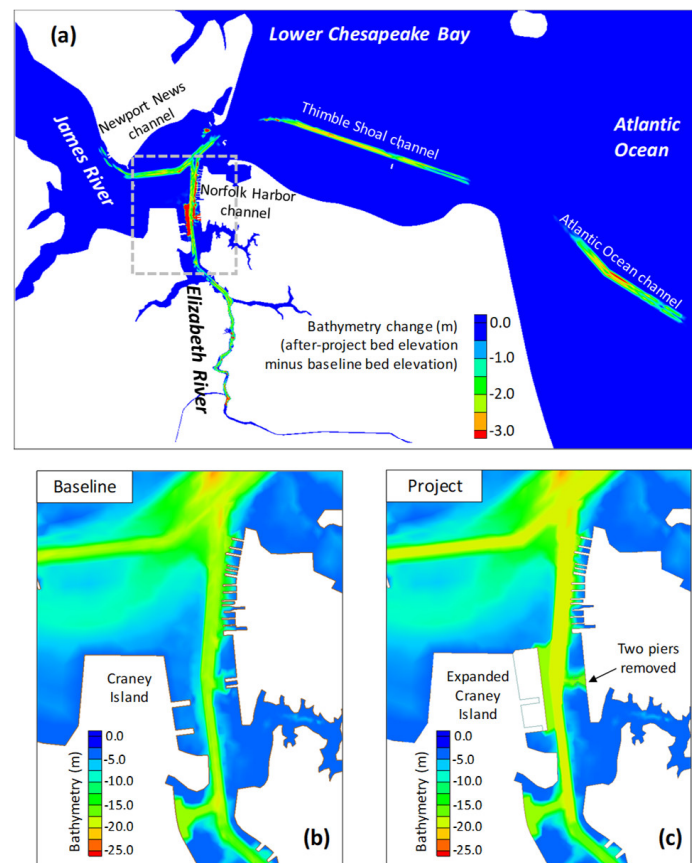 (a)
Lower Chesapeake Bay
Newport News
channel
James River
Thimble Shoal channel
Atlantic
Ocean
Norfolk Harbor
channel
Atlantic Ocean channel
Elizabeth River
Bathymetry change (m)
(after-project bed elevation
minus baseline bed elevation)
0.0
-1.0
-2.0
-3.0
Baseline
Craney
Island
Bathymetry (m)
0.0
-5.0
-10.0
-15.0
-20.0
-25.0
(b)
Project
Two piers
removed
Expanded
Craney
Island
Bathymetry (m)
0.0
-5.0
-10.0
-15.0
-20.0
-25.0
(c)